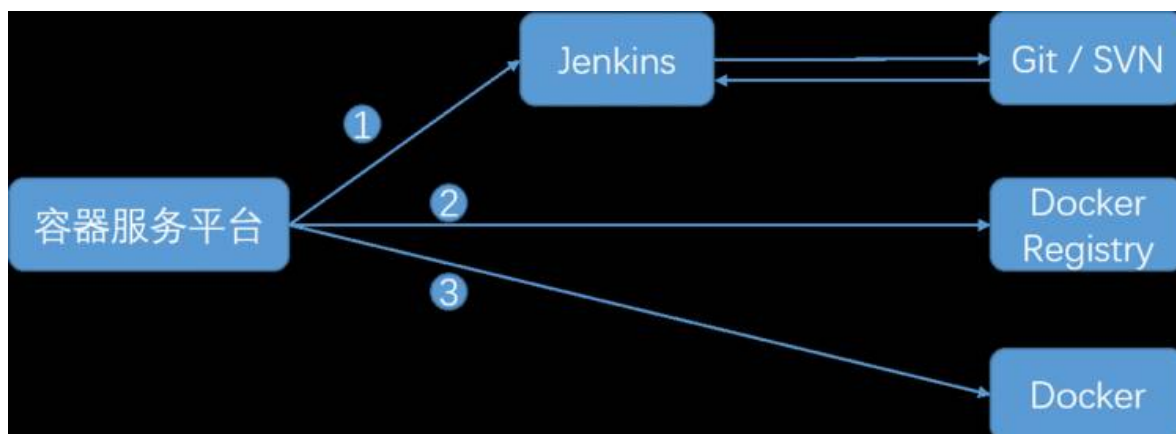 Jenkins
Git / SVN
1
容器服务平台
2
Docker
Registry
3
Docker